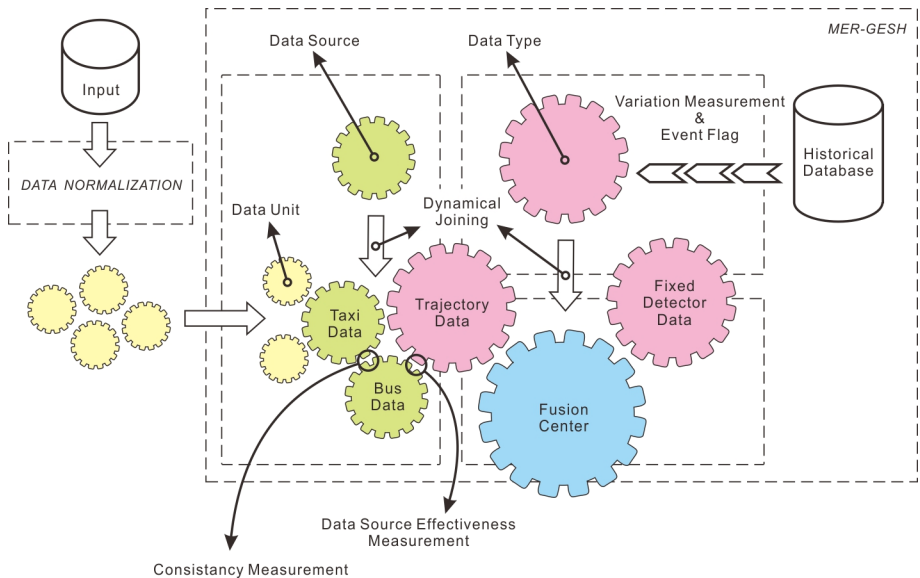 MER-GESH
Input
DATA NORMALIZATION
Data Source
Data Type
Variation Measurement
&
Event Flag
Historical
Database
Data Unit
Dynamical
Joining
Taxi
Data
Trajectory
Data
Fixed
Detector
Data
Bus
Data
Fusion
Center
Data Source Effectiveness
Measurement
Consistancy Measurement